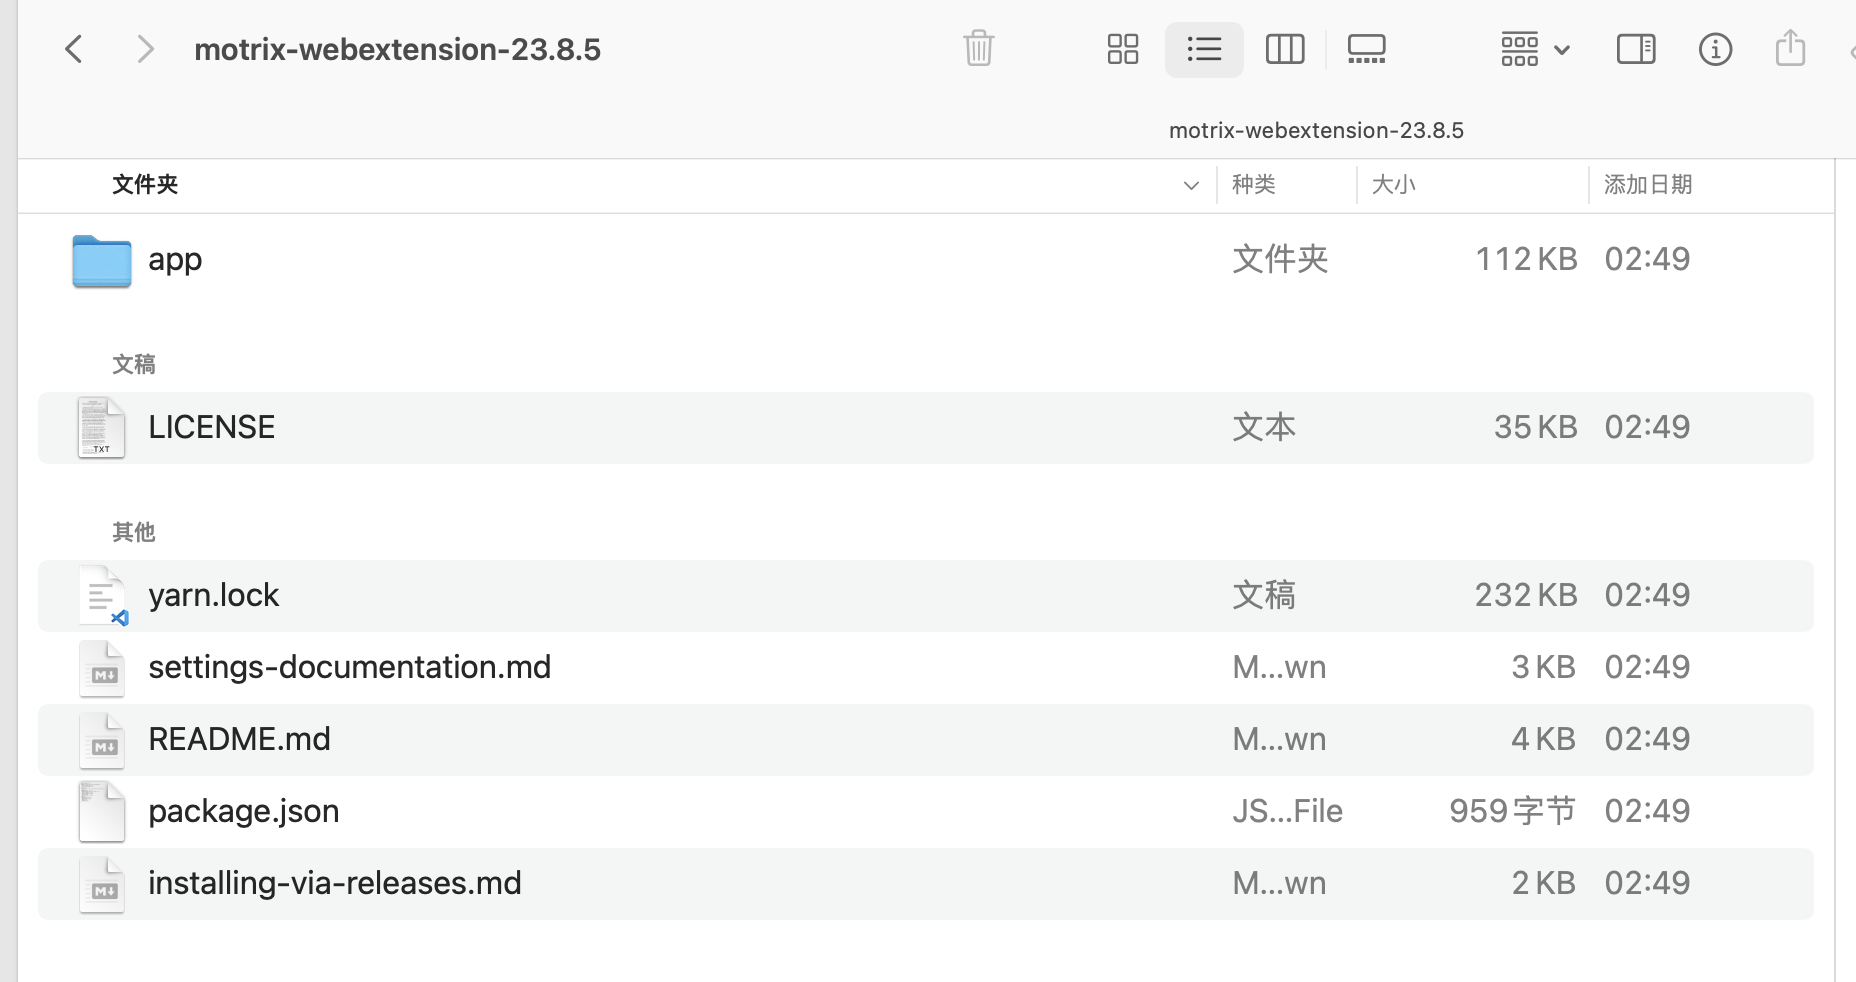 motrix-webextension-23.8.5
motrix-webextension-23.8.5
文件夹 种类 大小 添加日期
app 文件夹 112 KB 02:49
文稿
TXT
LICENSE 文本 35 KB 02:49
其他
yarn.lock 文稿 232 KB 02:49
settings-documentation.md M...wn 3 KB 02:49
README.md M...wn 4 KB 02:49
package.json JS...File 959 字节 02:49
installing-via-releases.md M...wn 2 KB 02:49